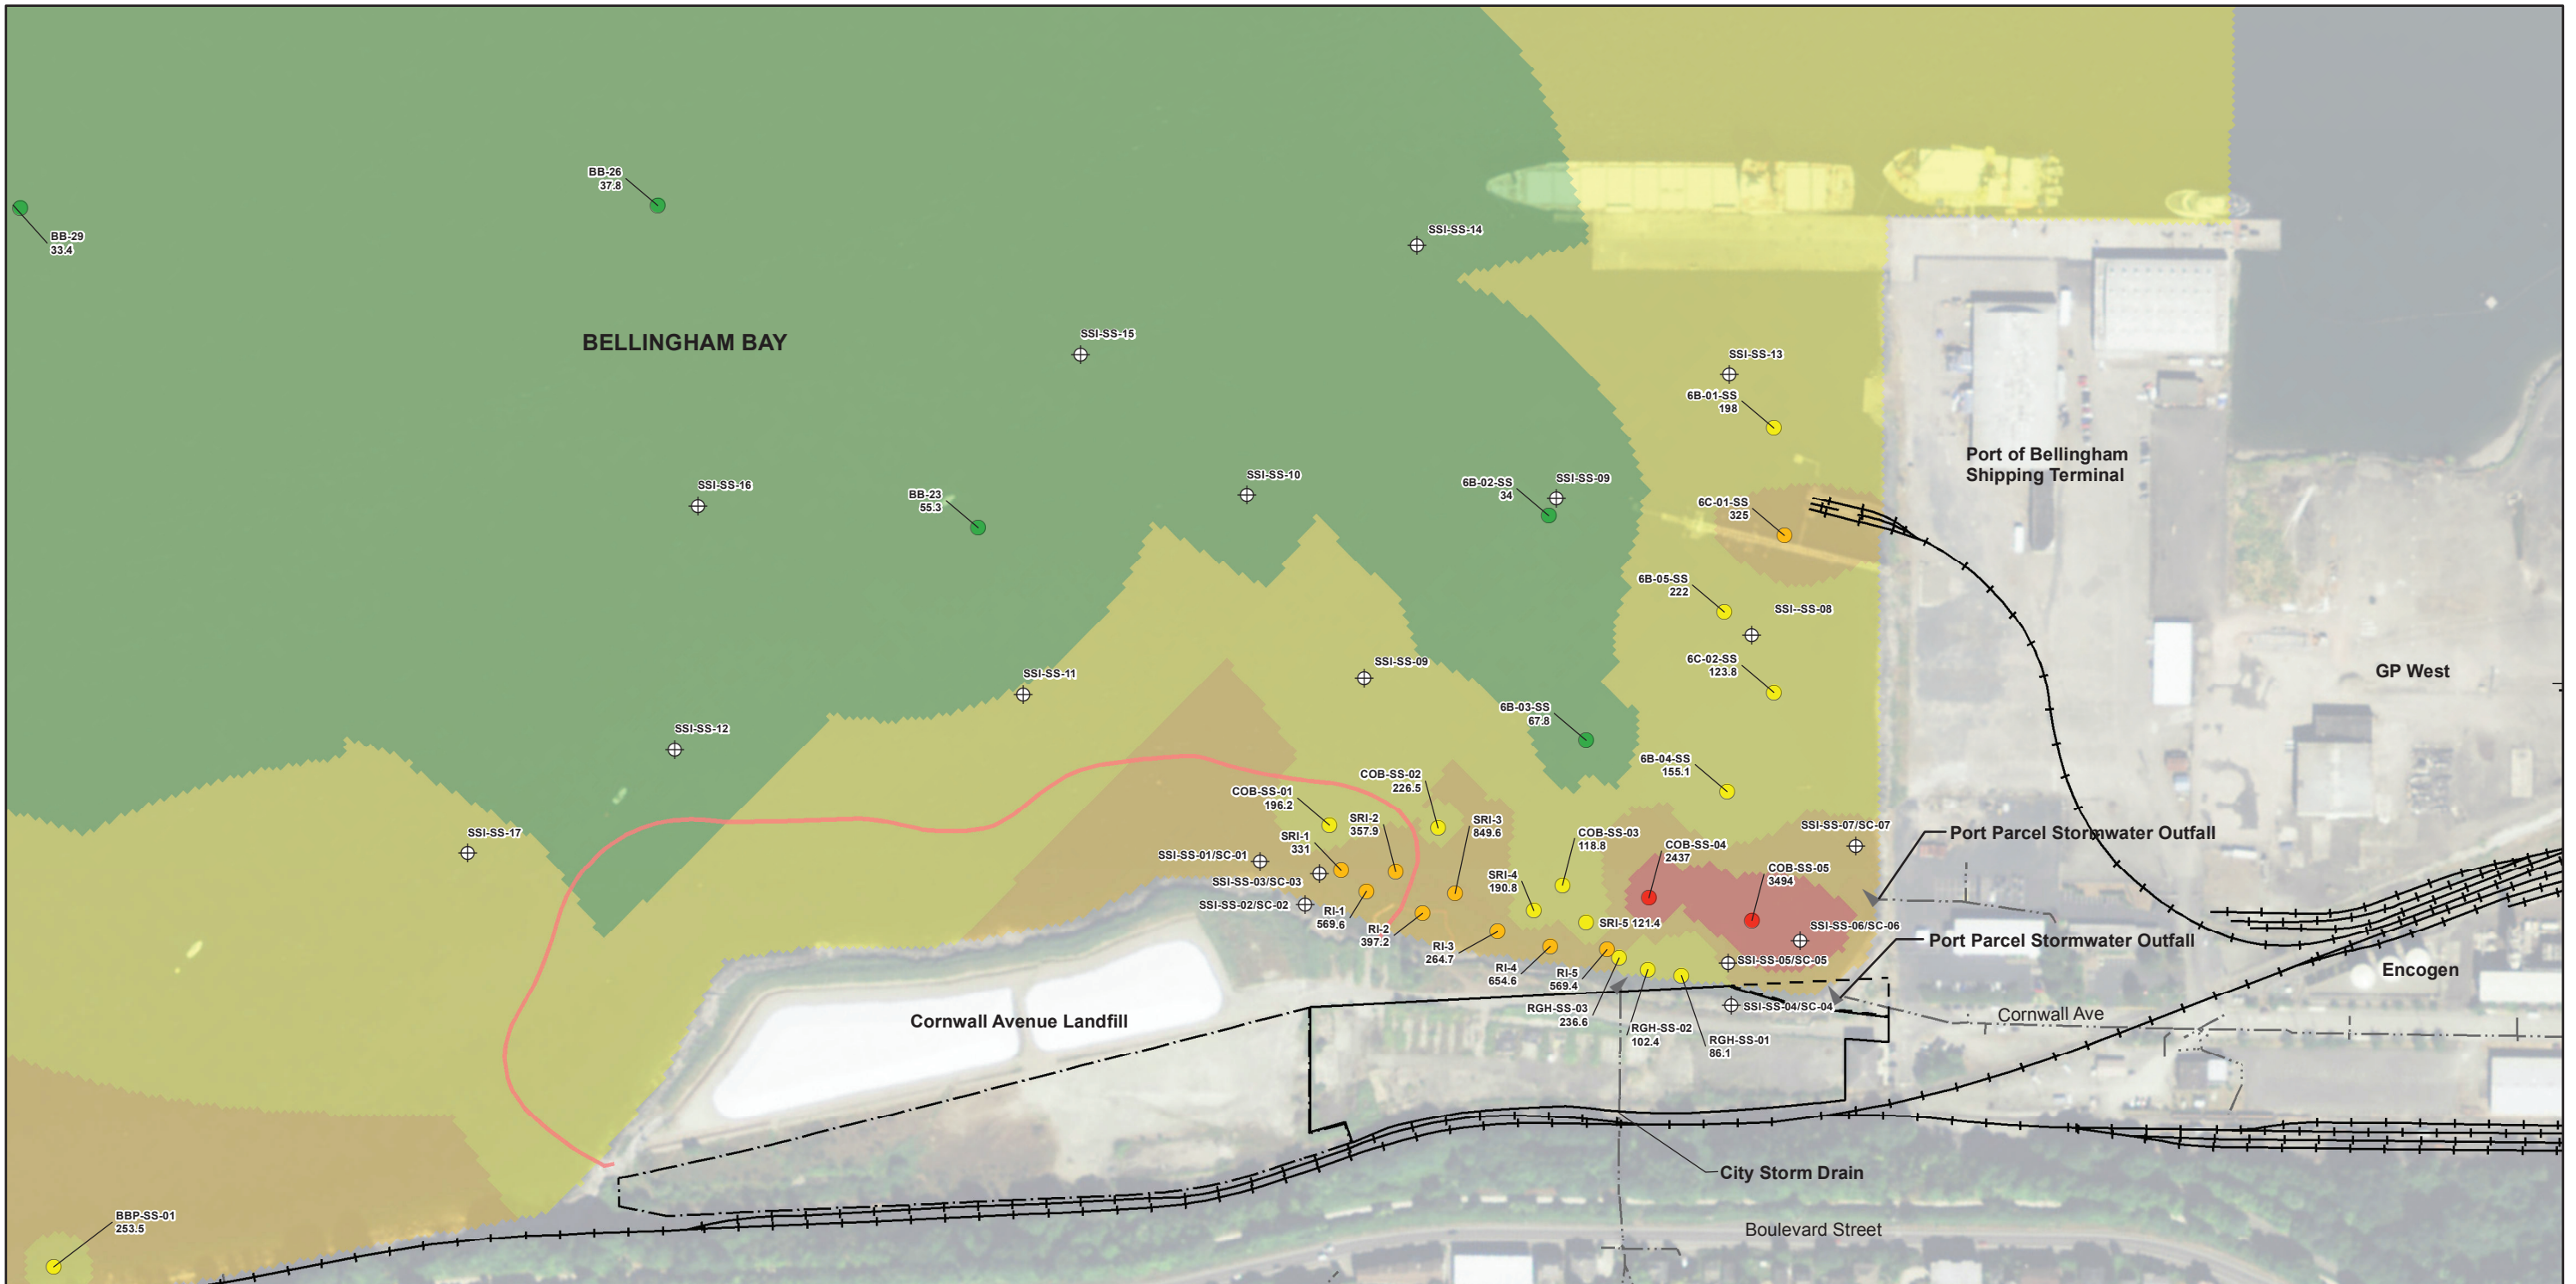 BB-26
37.8
BB-29
33.4
SSI-SS-14
BELLINGHAM BAY
SSI-SS-15
SSI-SS-13
6B-01-SS
198
Port of Bellingham
Shipping Terminal
SSI-SS-16
BB-23
55.3
SSI-SS-10
6B-02-SS
34
SSI-SS-09
6C-01-SS
325
6B-05-SS
222
SSI--SS-08
SSI-SS-11
SSI-SS-09
6C-02-SS
123.8
GP West
SSI-SS-12
6B-03-SS
67.8
6B-04-SS
155.1
COB-SS-02
226.5
COB-SS-01
196.2
SSI-SS-17
SRI-1
331
SRI-2
357.9
SRI-3
849.6
COB-SS-03
118.8
COB-SS-04
2437
SSI-SS-07/SC-07
Port Parcel Stormwater Outfall
SSI-SS-01/SC-01
SSI-SS-03/SC-03
SSI-SS-02/SC-02
SRI-4
190.8
COB-SS-05
3494
RI-1
569.6
RI-2
397.2
RI-3
264.7
RI-4
654.6
RI-5
569.4
SRI-5 121.4
SSI-SS-06/SC-06
Port Parcel Stormwater Outfall
SSI-SS-05/SC-05
Encogen
RGH-SS-03
236.6
RGH-SS-02
102.4
RGH-SS-01
86.1
SSI-SS-04/SC-04
Cornwall Ave
Cornwall Avenue Landfill
City Storm Drain
BBP-SS-01
253.5
Boulevard Street